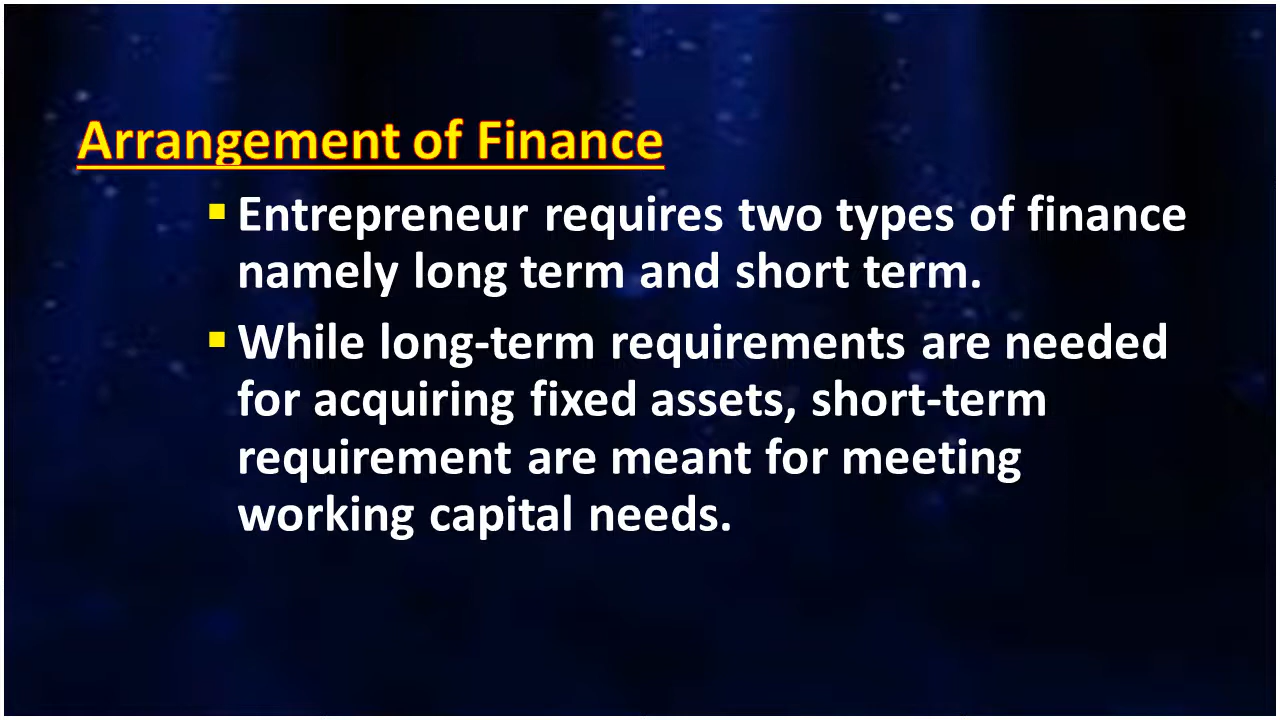 Arrangement of Finance
▪ Entrepreneur requires two types of finance
namely long term and short term.
▪ While long-term requirements are needed
for acquiring fixed assets, short-term
requirement are meant for meeting
working capital needs.